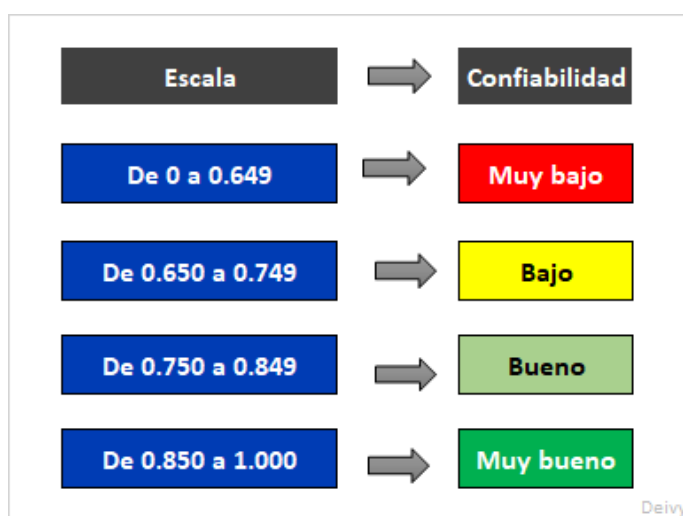 Escala
Confiabilidad
De 0 a 0.649
Muy bajo
De 0.650 a 0.749
Bajo
De 0.750 a 0.849
Bueno
De 0.850 a 1.000
Muy bueno
Deivy